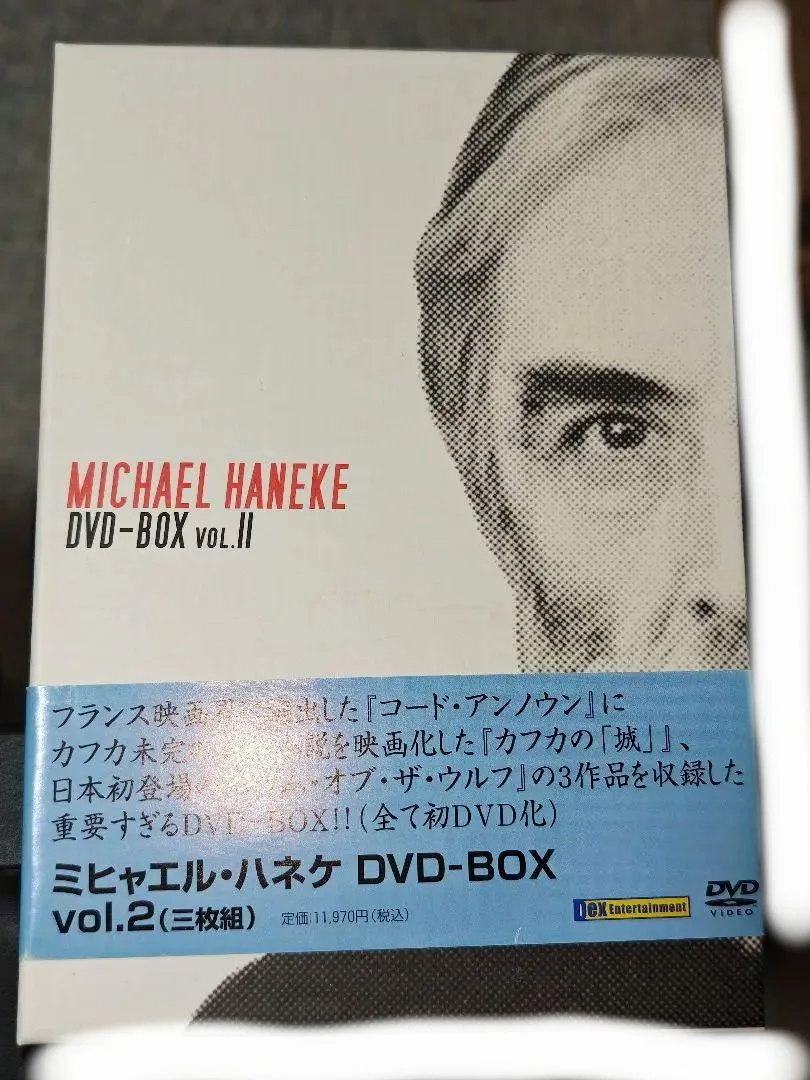 MICHAEL HANEKE
DVD-BOX VOL.II
フランス映画 出した『コード・アンノウン』に
カフカ未完 説を映画化した『カフカの「城」』、
日本初登場 ・オブ・ザ・ウルフ』の3作品を収録した
重要すぎるDVD-BOX!!(全て初DVD化)
ミヒャエル・ハネケ DVD-BOX
vol.2(三枚組) 定価:11,970円(税込)
Dex Entertainment
DVD
VIDEO